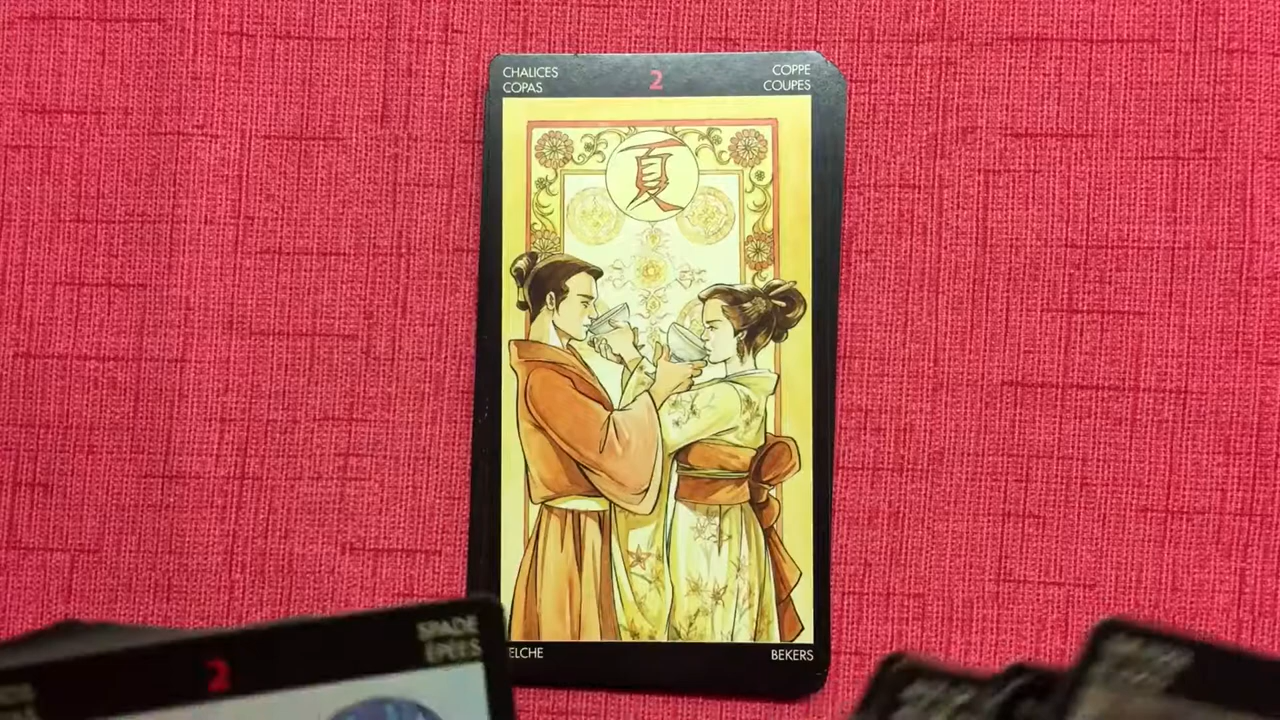 CHALICES
COPAS
2
COPPE
COUPES
夏
ELCHE
BEKERS
2
SPADE
ÉPÉES